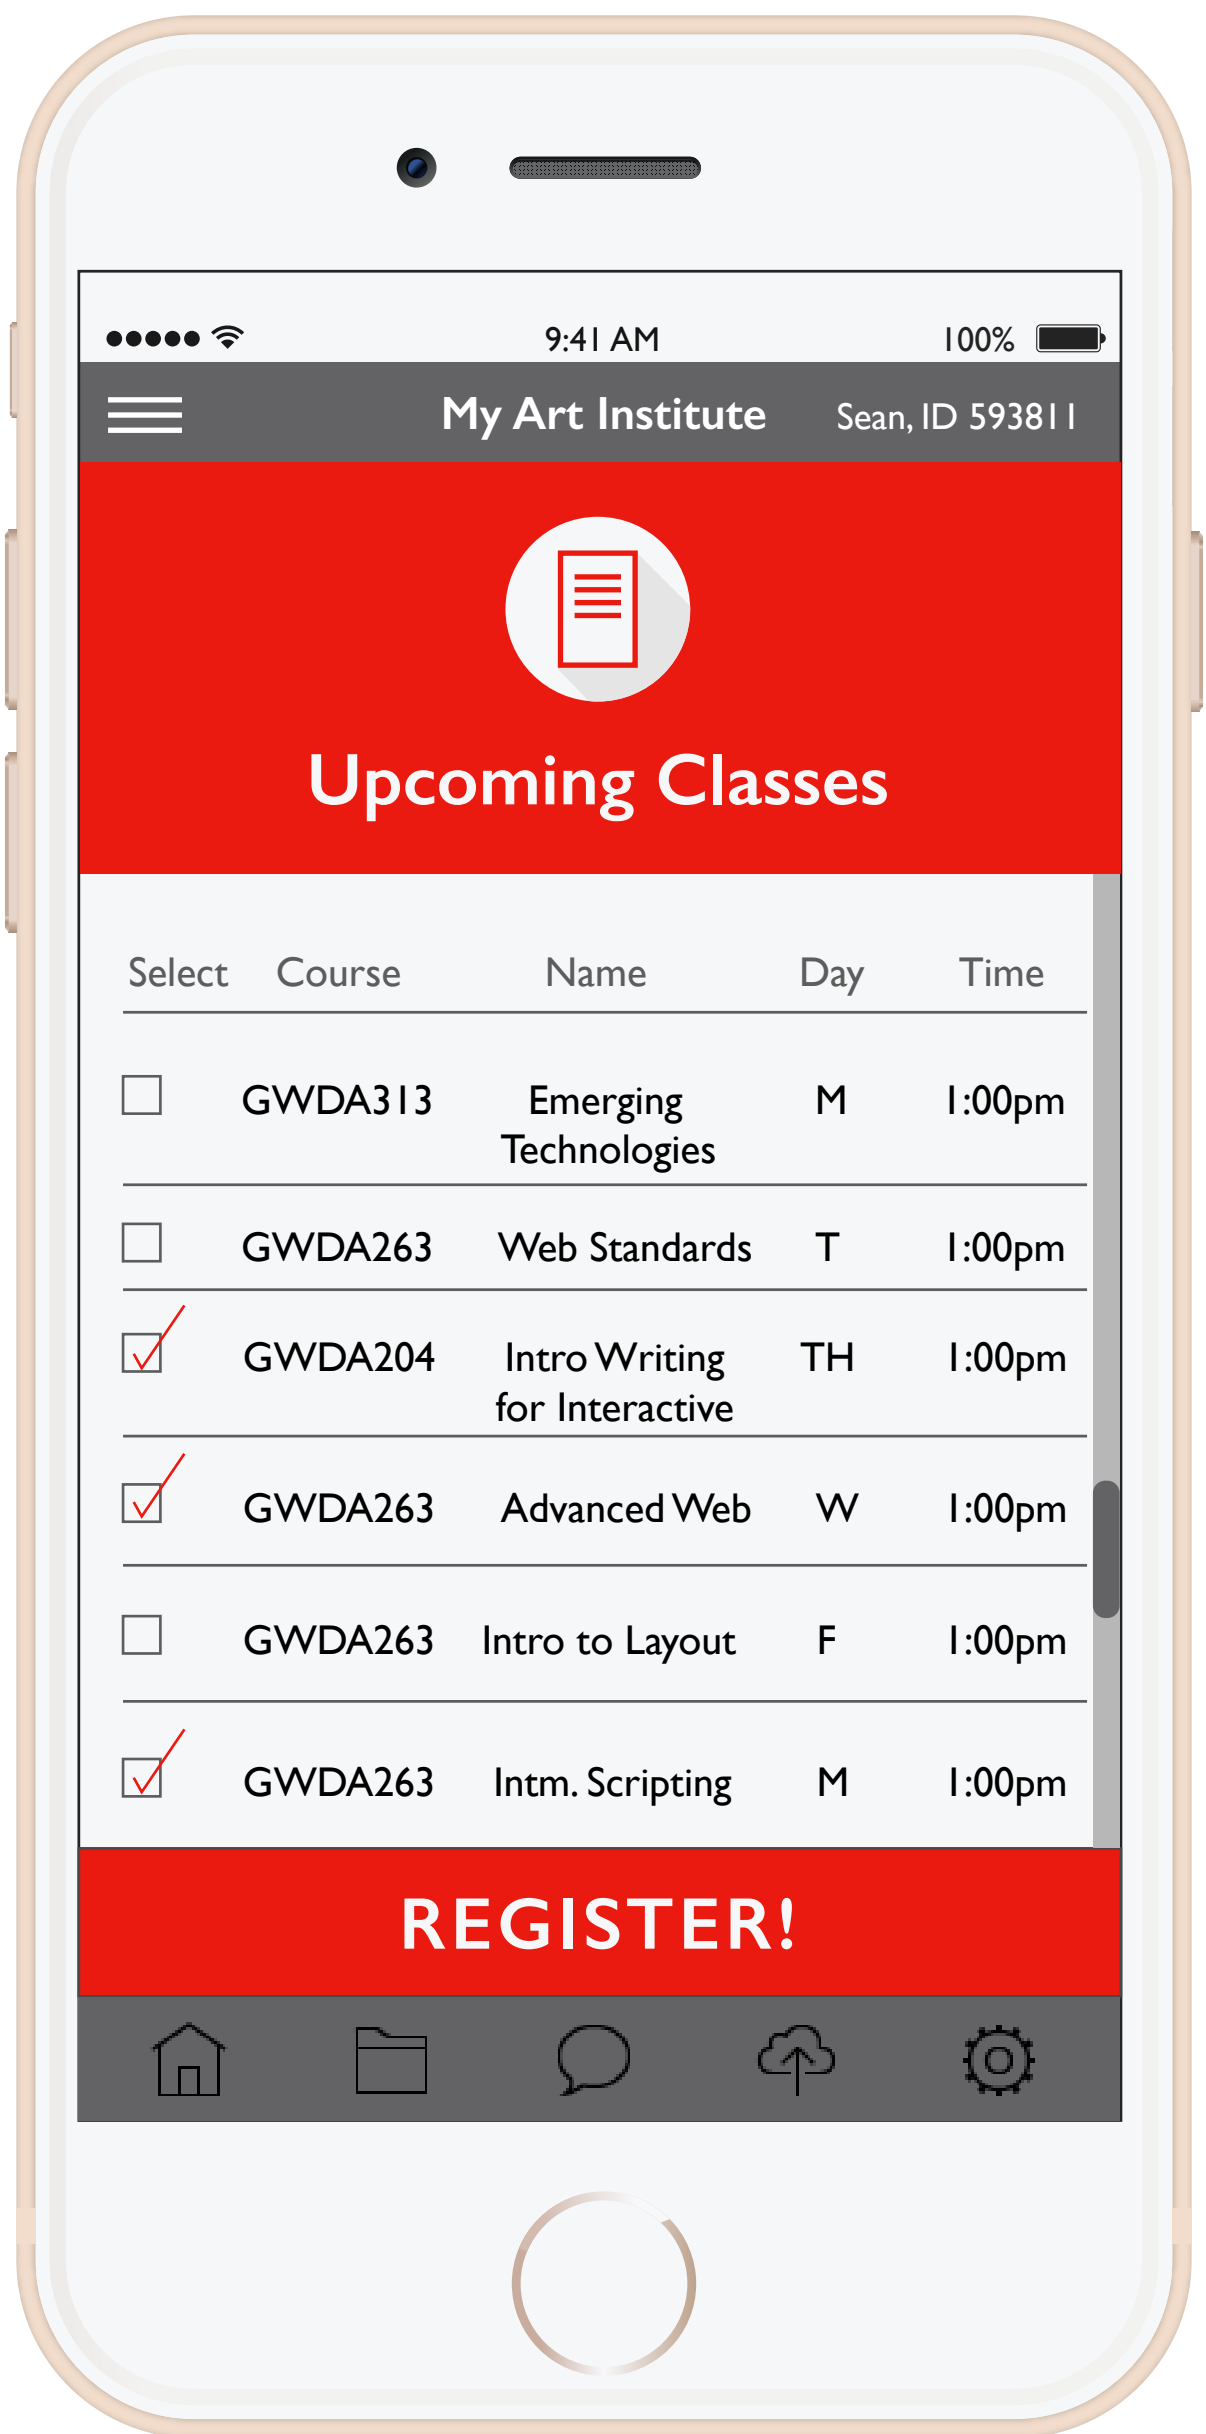 9:41 AM 100%
My Art Institute Sean, ID 593811
Upcoming Classes
Select Course Name Day Time
GWDA313 Emerging M 1:00pm
Technologies
GWDA263 Web Standards T 1:00pm
GWDA204 Intro Writing TH 1:00pm
for Interactive
GWDA263 Advanced Web W 1:00pm
GWDA263 Intro to Layout F 1:00pm
GWDA263 Intm. Scripting M 1:00pm
REGISTER!